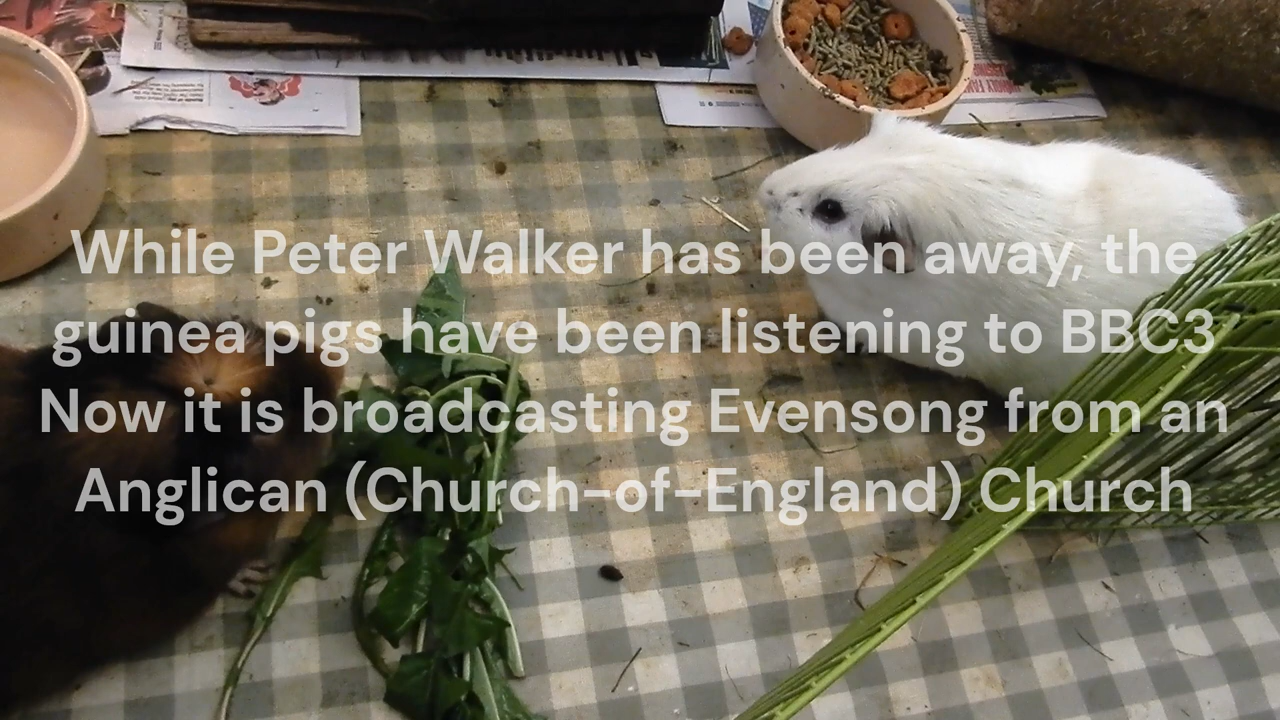 While Peter Walker has been away, the
guinea pigs have been listening to BBC3
Now it is broadcasting Evensong from an
Anglican (Church-of-England) Church